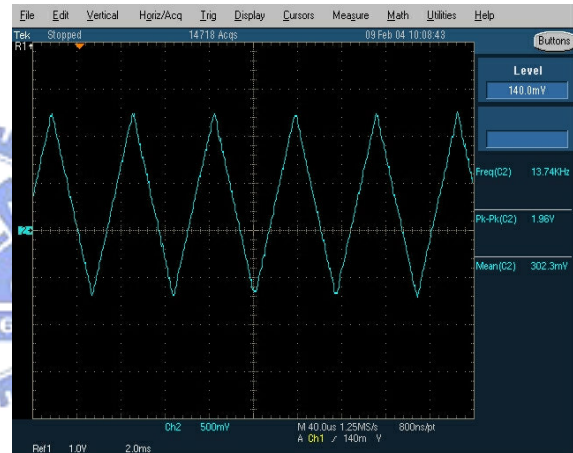 File Edit Vertical Horiz/Acq Trig Display Cursors Measure Math Utilities Help
Tek Stopped 14718 Acqs 09 Feb 04 10:08:43
Buttons
R1
Level
140.0mV
Freq(C2) 13.74KHz
Pk-Pk(C2) 1.96V
2
Mean(C2) 302.3mV
Ch2 500mV M 40.0us 1.25MS/s 800ns/pt
A Ch1 140m V
Ref1 1.0V 2.0ms